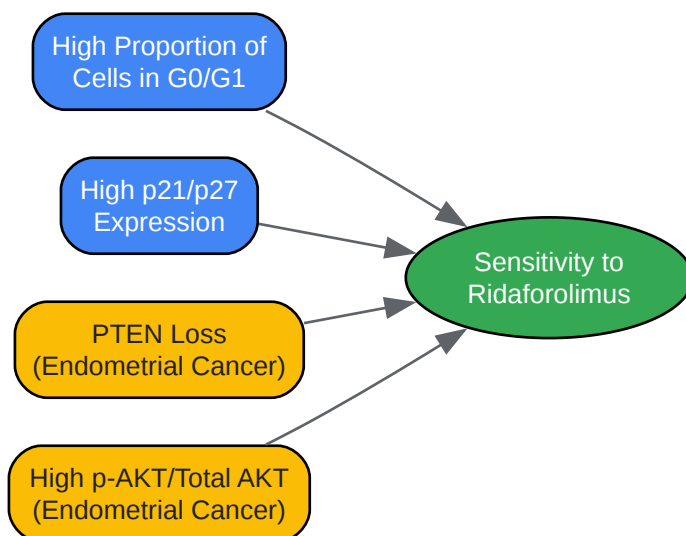 High Proportion of
Cells in G0/G1
High p21/p27
Expression
Sensitivity to
Ridaforolimus
PTEN Loss
(Endometrial Cancer)
High p-AKT/Total AKT
(Endometrial Cancer)